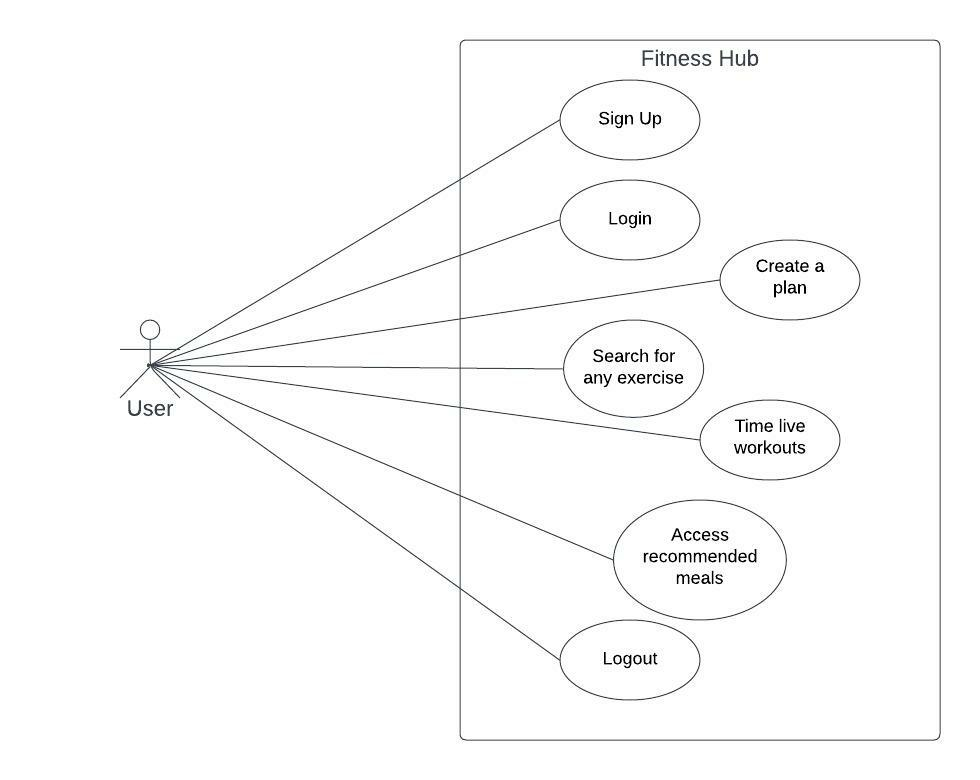 Fitness Hub
Sign Up
Login
Create a
plan
Search for
any exercise
User
Time live
workouts
Access
recommended
meals
Logout